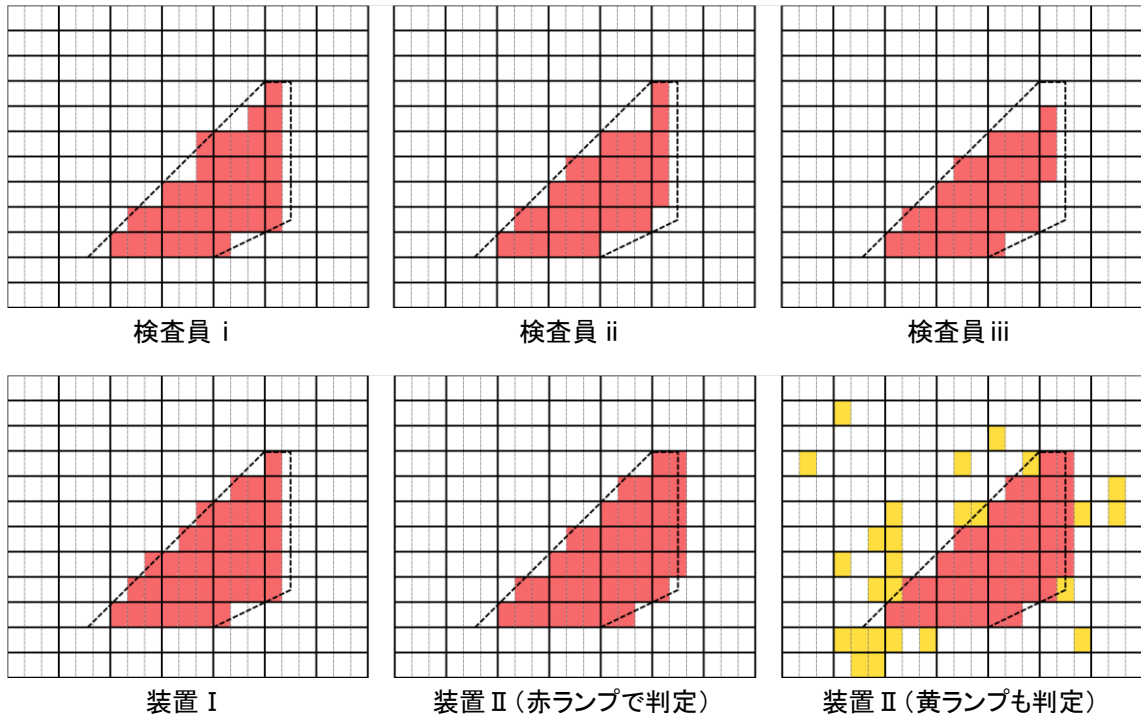 検査員 i
検査員 ii
検査員 iii
装置 I
装置 II（赤ランプで判定）
装置 II（黄ランプも判定）